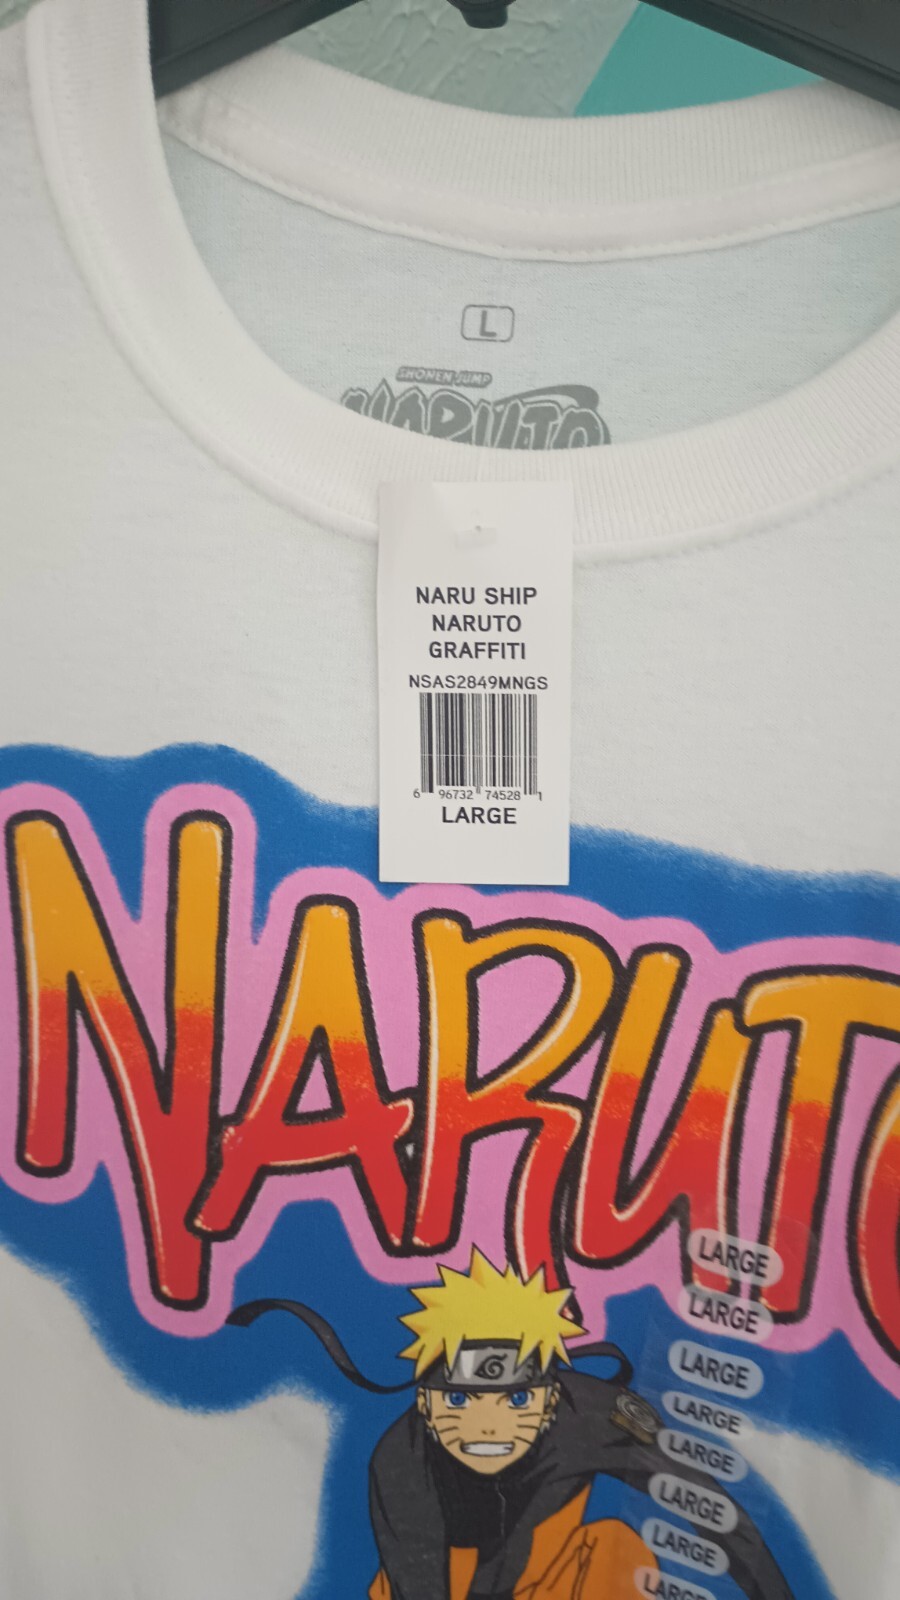 L
SHONEN JUMP
NARUTO
NARU SHIP
NARUTO
GRAFFITI
NSAS2849MNGS
6 96732 74528 1
LARGE
NARUTO
LARGE
LARGE
LARGE
LARGE
LARGE
LARGE
LARGE
LARGE